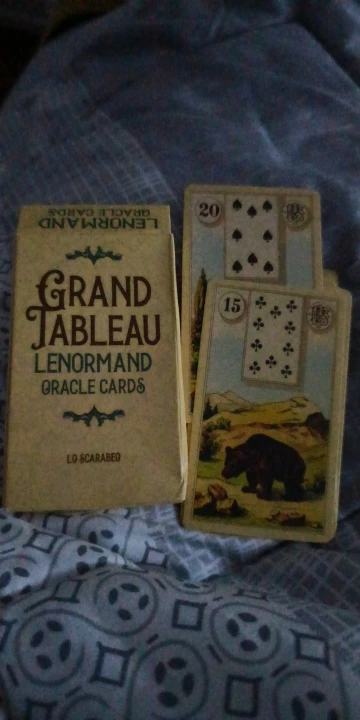 LENORMAND
ORACLE CARDS
GRAND
TABLEAU
LENORMAND
ORACLE CARDS
LO SCARABEO
20
15